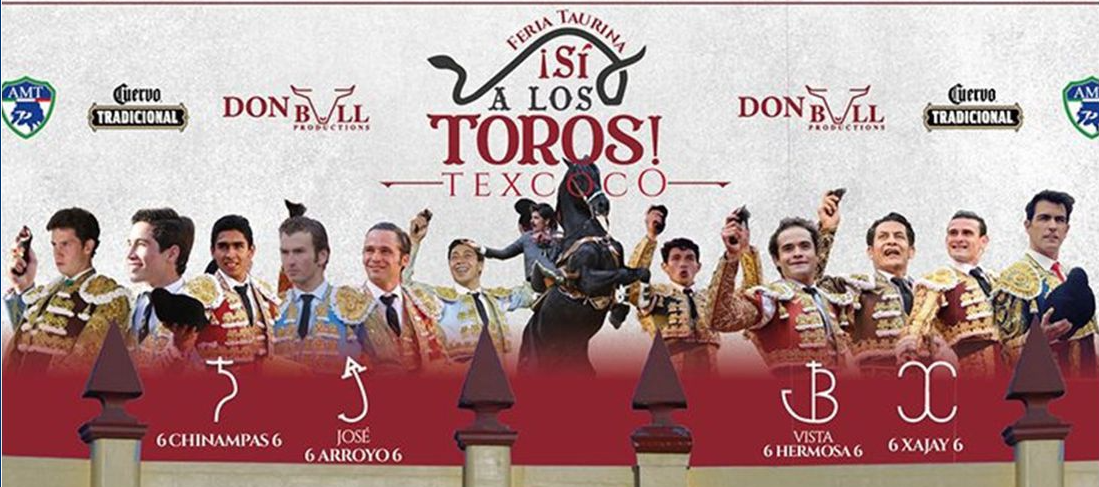 FERIA TAURINA
¡SÍ
A LOS
TOROS!
TEXCOCO
AMT
Cuervo
TRADICIONAL
DON BULL
PRODUCTIONS
DON BULL
PRODUCTIONS
Cuervo
TRADICIONAL
AM
6 CHINAMPAS 6
JOSÉ
6 ARROYO 6
VISTA
6 HERMOSA 6
6 XAJAY 6